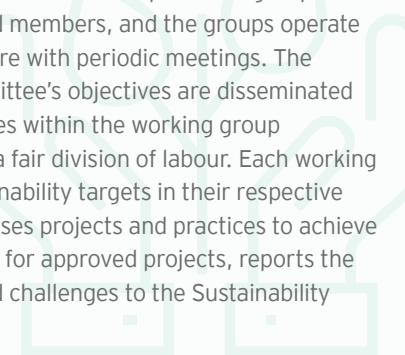 l members, and the groups operate
re with periodic meetings. The
ittee's objectives are disseminated
es within the working group
a fair division of labour. Each working
nability targets in their respective
ses projects and practices to achieve
for approved projects, reports the
l challenges to the Sustainability